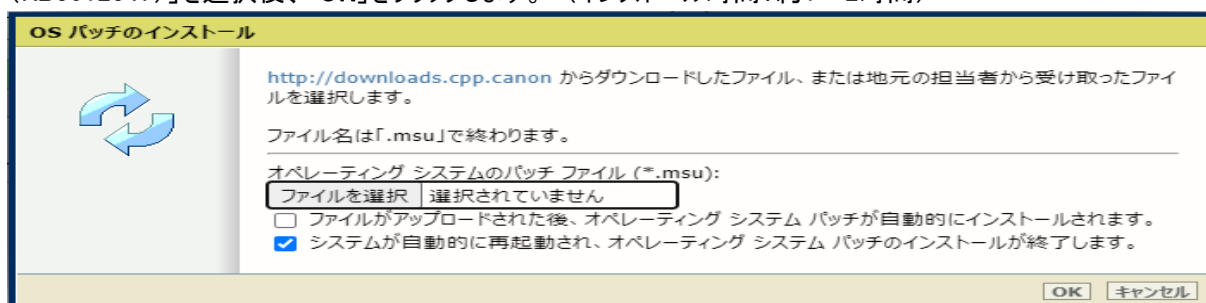 OS パッチのインストール
http://downloads.cpp.canon からダウンロードしたファイル、または地元の担当者から受け取ったファイ
ルを選択します。
ファイル名は「.msu」で終わります。
オペレーティング システムのパッチ ファイル (*.msu):
ファイルを選択 選択されていません
ファイルがアップロードされた後、オペレーティング システム パッチが自動的にインストールされます。
システムが自動的に再起動され、オペレーティング システム パッチのインストールが終了します。
OK キャンセル